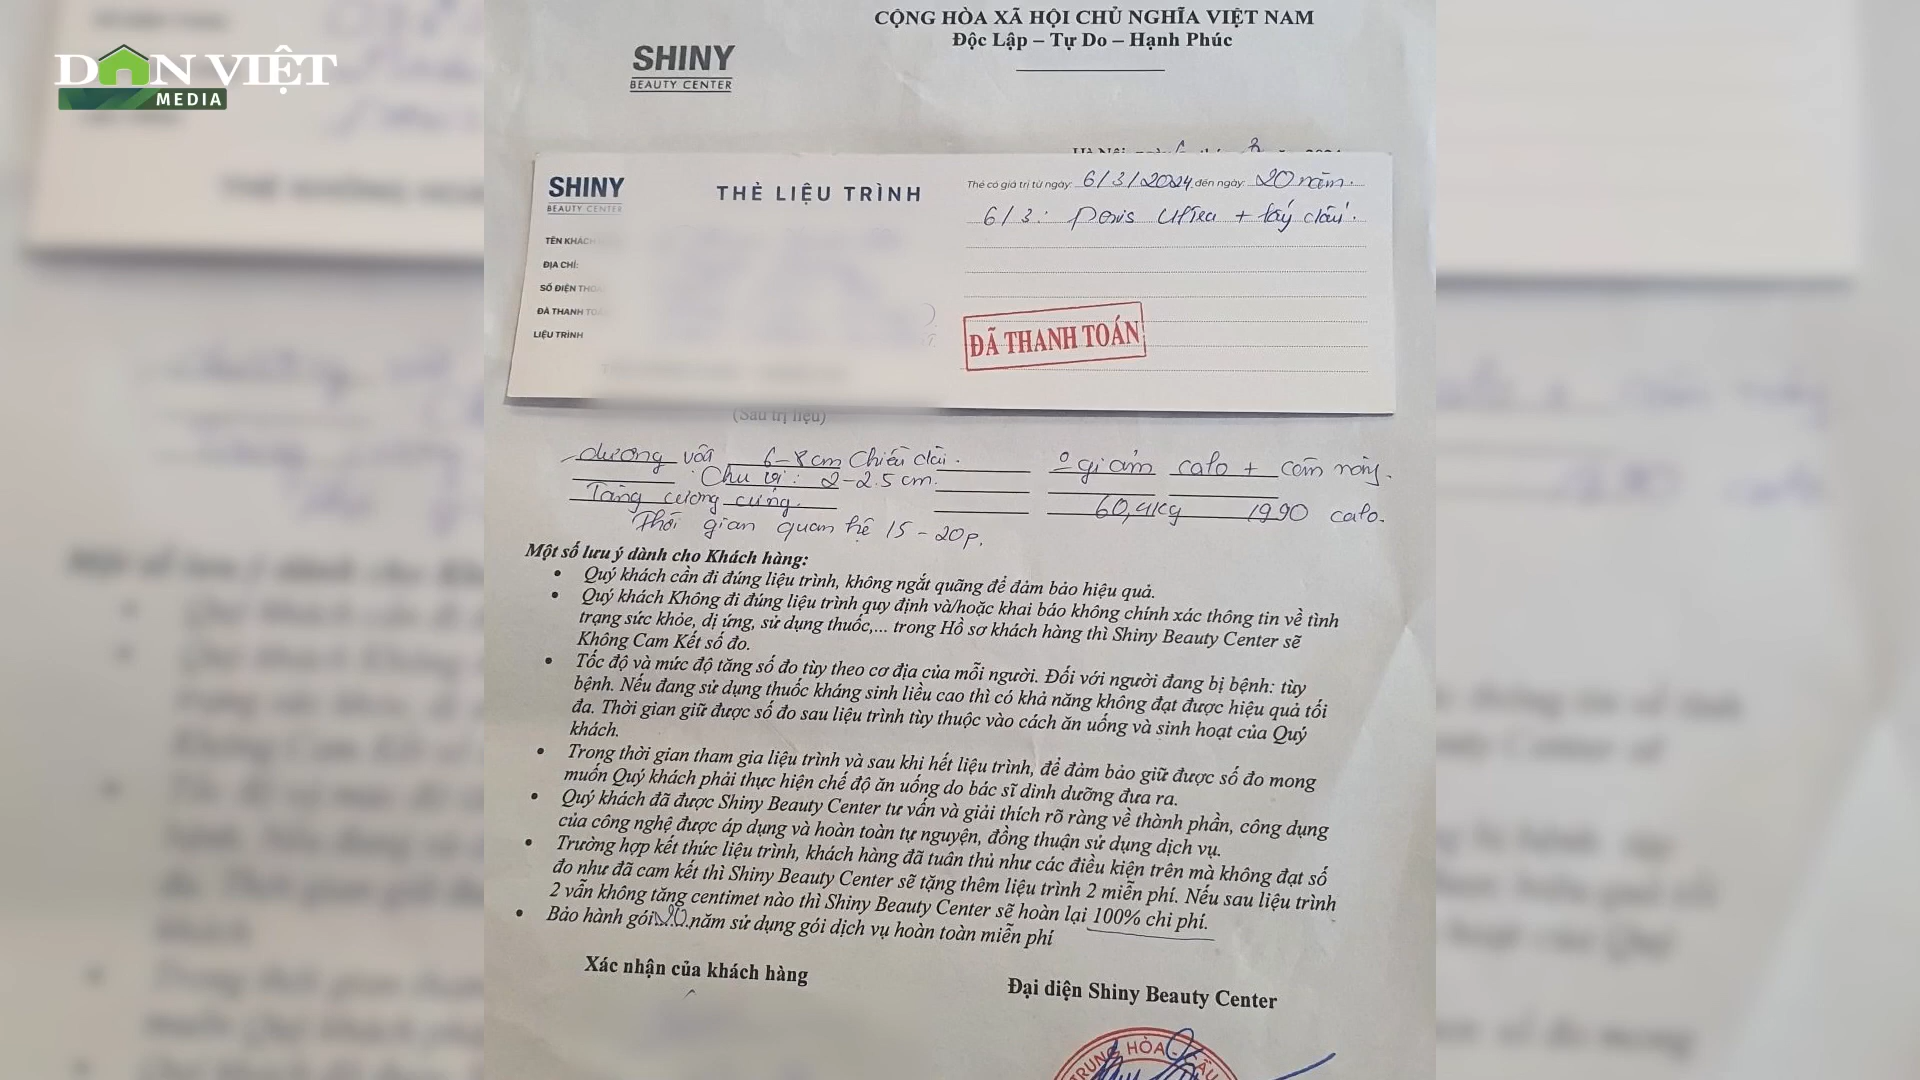 DÂN VIỆT
MEDIA
SHINY
BEAUTY CENTER
CỘNG HÒA XÃ HỘI CHỦ NGHĨA VIỆT NAM
Độc Lập – Tự Do – Hạnh Phúc
SHINY
BEAUTY CENTER
THẺ LIỆU TRÌNH
TÊN KHÁCH
ĐỊA CHỈ:
SỐ ĐIỆN THO
ĐÃ THANH TO
LIỆU TRÌNH
Thẻ có giá trị từ ngày: 6/3/2024 đến ngày: 20 năm.
6/3: Penis Ultra + tẩy
ĐÃ THANH TOÁN
(Sau trị liệu)
dương vật 6-8cm Chiều dài.
Chu vi: 2-2.5cm.
Tăng cương cứng
Thời gian quan hệ 15-20p.
giảm calo + cân nặng.
60,4kg 1990 calo.
Một số lưu ý dành cho Khách hàng:
• Quý khách cần đi đúng liệu trình, không ngắt quãng để đảm bảo hiệu quả.
• Quý khách Không đi đúng liệu trình quy định và/hoặc khai báo không chính xác thông tin về tình
trạng sức khỏe, dị ứng, sử dụng thuốc,... trong Hồ sơ khách hàng thì Shiny Beauty Center sẽ
Không Cam Kết số đo.
• Tốc độ và mức độ tăng số đo tùy theo cơ địa của mỗi người. Đối với người đang bị bệnh: tùy
bệnh. Nếu đang sử dụng thuốc kháng sinh liều cao thì có khả năng không đạt được hiệu quả tối
đa. Thời gian giữ được số đo sau liệu trình tùy thuộc vào cách ăn uống và sinh hoạt của Quý
khách.
• Trong thời gian tham gia liệu trình và sau khi hết liệu trình, để đảm bảo giữ được số đo mong
muốn Quý khách phải thực hiện chế độ ăn uống do bác sĩ dinh dưỡng đưa ra.
• Quý khách đã được Shiny Beauty Center tư vấn và giải thích rõ ràng về thành phần, công dụng
của công nghệ được áp dụng và hoàn toàn tự nguyện, đồng thuận sử dụng dịch vụ.
• Trường hợp kết thúc liệu trình, khách hàng đã tuân thủ như các điều kiện trên mà không đạt số
đo như đã cam kết thì Shiny Beauty Center sẽ tặng thêm liệu trình 2 miễn phí. Nếu sau liệu trình
2 vẫn không tăng centimet nào thì Shiny Beauty Center sẽ hoàn lại 100% chi phí.
• Bảo hành gói 20 năm sử dụng gói dịch vụ hoàn toàn miễn phí
Xác nhận của khách hàng
Đại diện Shiny Beauty Center
TRUNG HÒA - CẦU